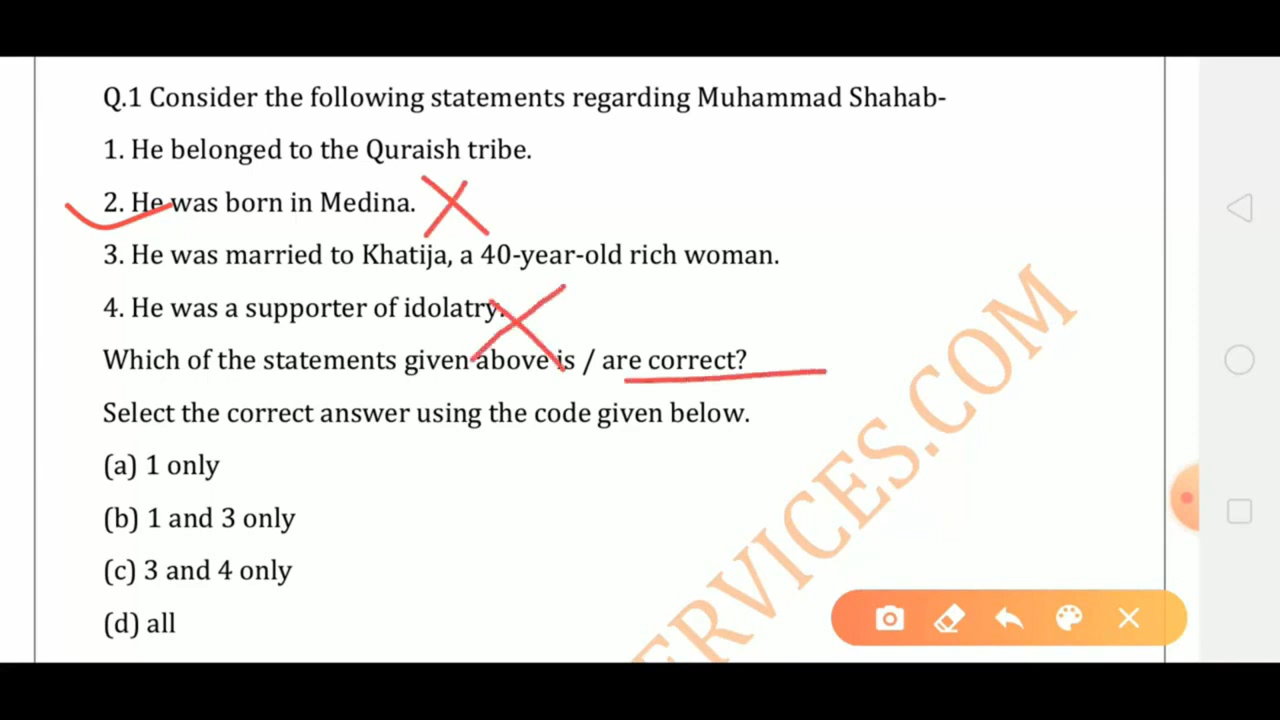 Q.1 Consider the following statements regarding Muhammad Shahab-
1. He belonged to the Quraish tribe.
2. He was born in Medina.
3. He was married to Khatija, a 40-year-old rich woman.
4. He was a supporter of idolatry.
Which of the statements given above is / are correct?
Select the correct answer using the code given below.
(a) 1 only
(b) 1 and 3 only
(c) 3 and 4 only
(d) all
ERVICES.COM